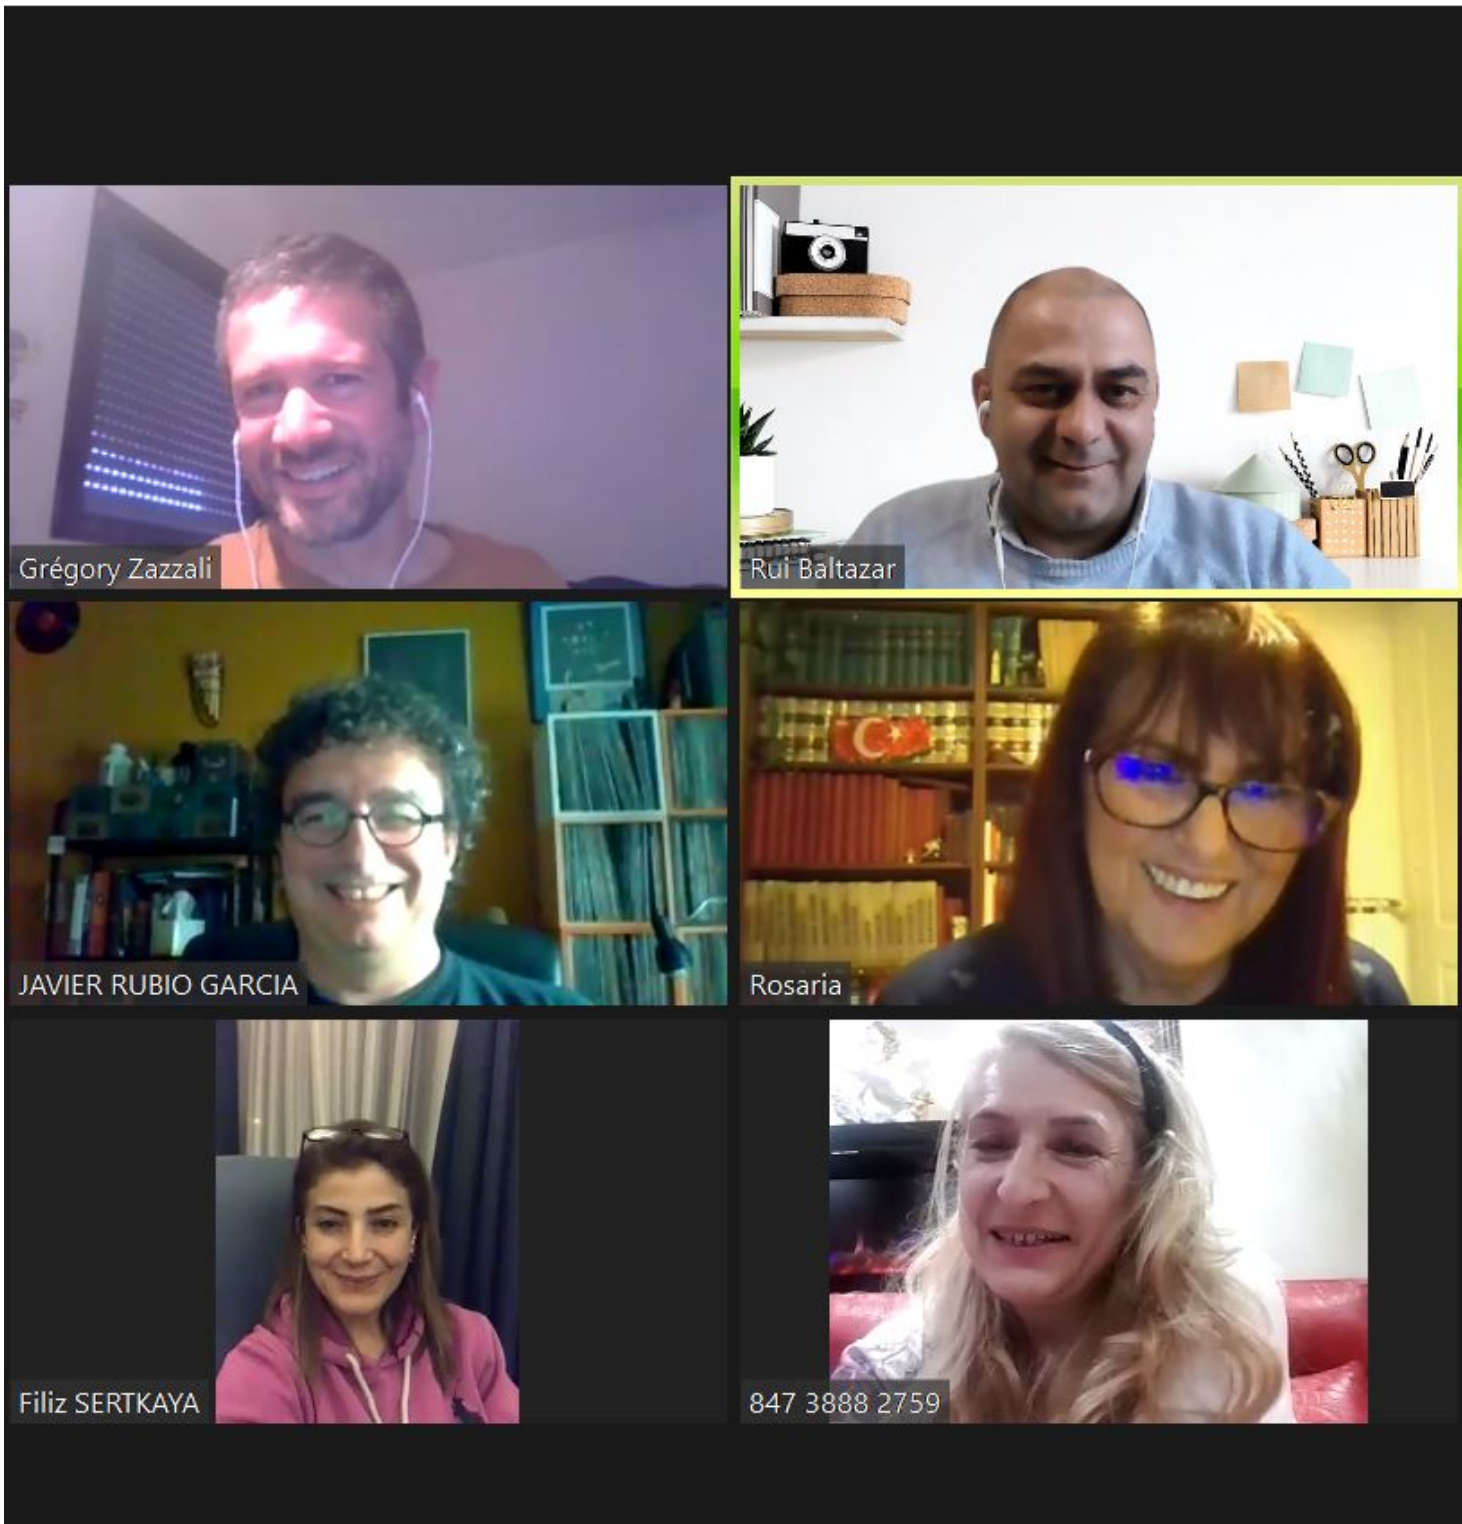 Grégory Zazzali
Rui Baltazar
JAVIER RUBIO GARCIA
Rosaria
Filiz SERTKAYA
847 3888 2759